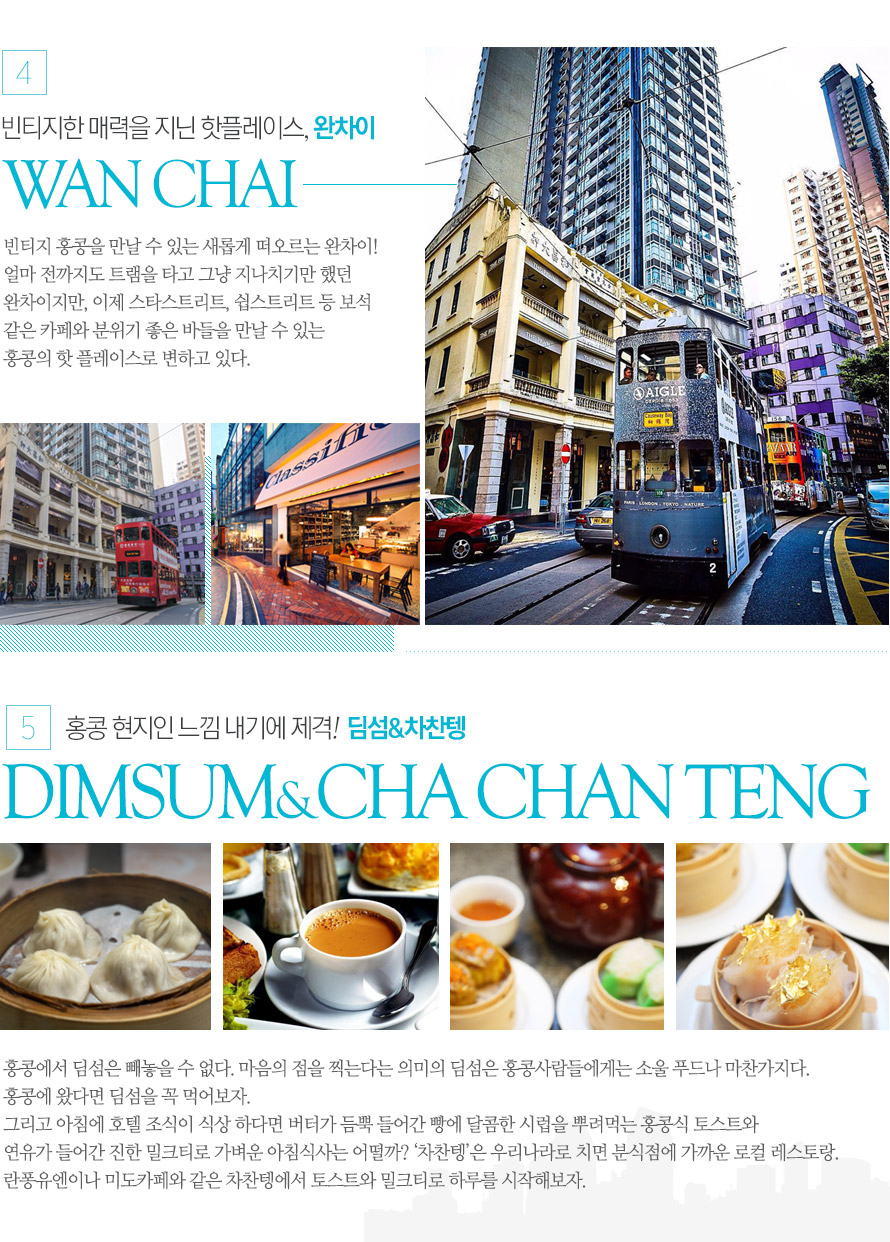 4
빈티지한 매력을 지닌 핫플레이스, 완차이
WAN CHAI
빈티지 홍콩을 만날 수 있는 새롭게 떠오르는 완차이!
얼마 전까지도 트램을 타고 그냥 지나치기만 했던
완차이지만, 이제 스타스트리트, 쉽스트리트 등 보석
같은 카페와 분위기 좋은 바들을 만날 수 있는
홍콩의 핫 플레이스로 변하고 있다.
2
AIGLE
Causeway Bay
PARIS . LONDON . TOKYO . NATURE
2
Classifie
5
홍콩 현지인 느낌 내기에 제격! 딤섬&차찬텡
DIMSUM&CHA CHAN TENG
홍콩에서 딤섬은 빼놓을 수 없다. 마음의 점을 찍는다는 의미의 딤섬은 홍콩사람들에게는 소울 푸드나 마찬가지다.
홍콩에 왔다면 딤섬을 꼭 먹어보자.
그리고 아침에 호텔 조식이 식상 하다면 버터가 듬뿍 들어간 빵에 달콤한 시럽을 뿌려먹는 홍콩식 토스트와
연유가 들어간 진한 밀크티로 가벼운 아침식사는 어떨까? ‘차찬텡’은 우리나라로 치면 분식점에 가까운 로컬 레스토랑.
란퐁유엔이나 미도카페와 같은 차찬텡에서 토스트와 밀크티로 하루를 시작해보자.